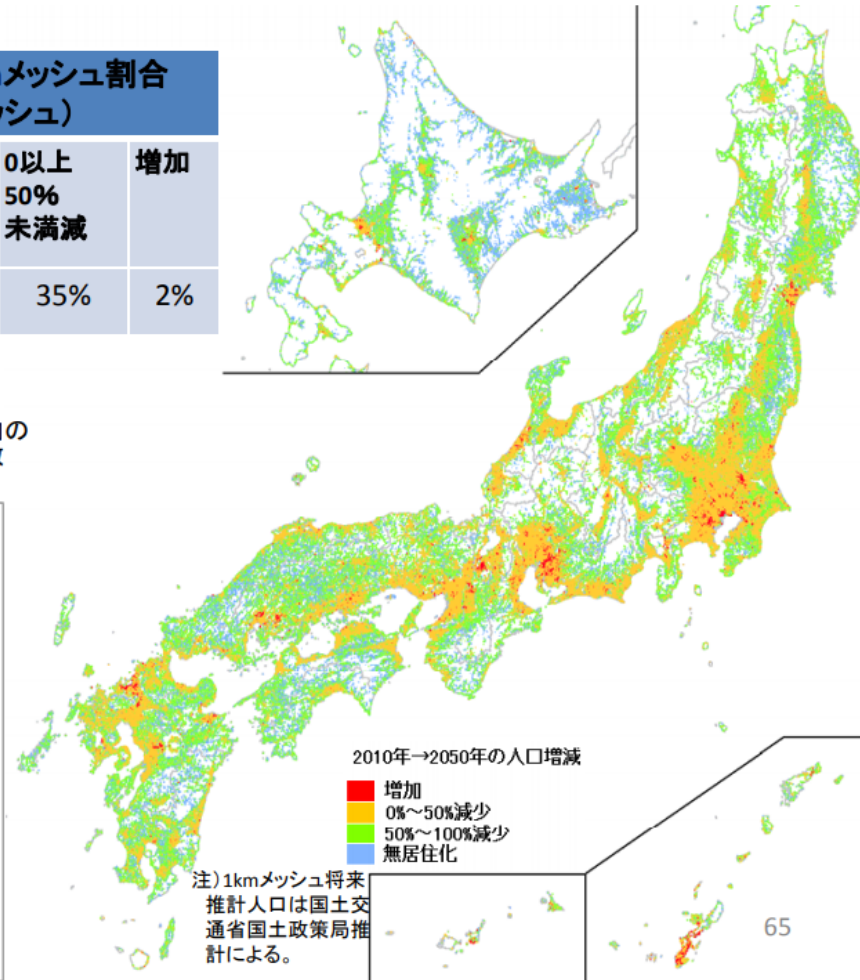 メッシュ割合
ッシュ）
0以上
50%
未満減
増加
35%
2%
の
2010年→2050年の人口増減
増加
0%～50%減少
50%～100%減少
無居住化
注）1kmメッシュ将来
推計人口は国土交
通省国土政策局推
計による。
65